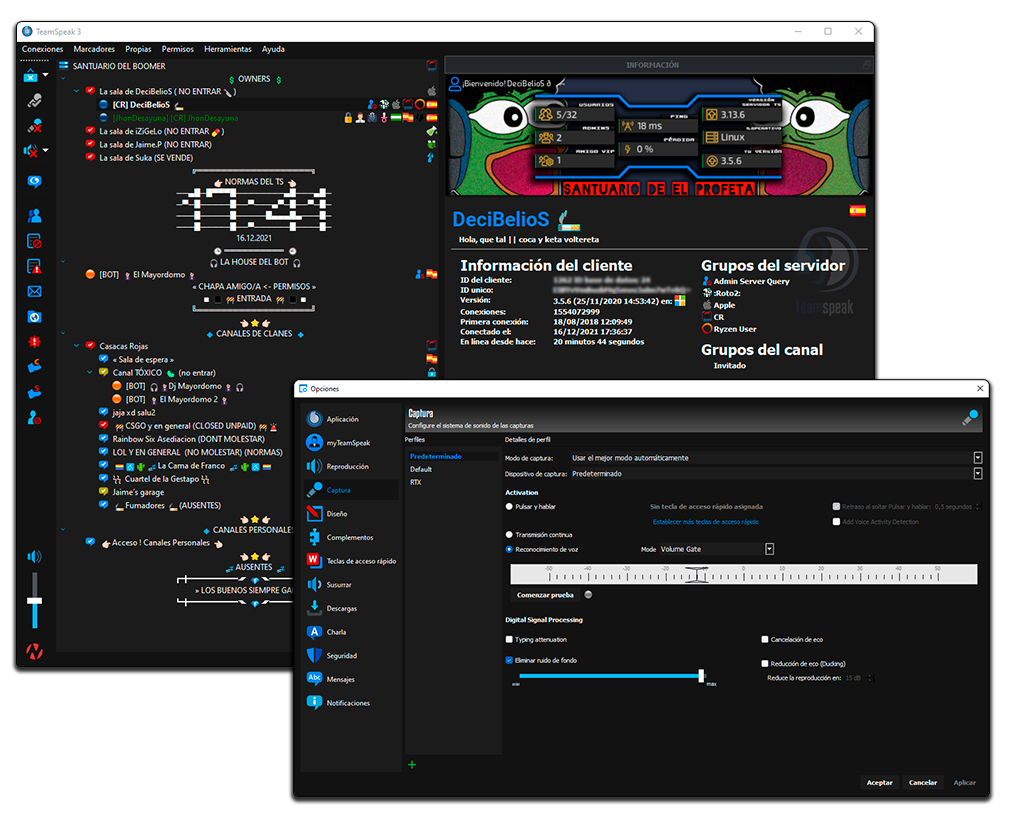 TeamSpeak 3
Conexiones Marcadores Propias Permisos Herramientas Ayuda
SANTUARIO DEL BOOMER
$ OWNERS $
La sala de DeciBelioS ( NO ENTRAR )
[CR] DeciBelioS
[JhonDesayuna] [CR] JhonDesayuna
La sala de iZiGeLo (NO ENTRAR )
La sala de Jaime.P (NO ENTRAR)
La sala de Suka (SE VENDE)
NORMAS DEL TS
17:41
16.12.2021
LA HOUSE DEL BOT
[BOT] El Mayordomo
« CHAPA AMIGO/A <- PERMISOS »
ENTRADA
CANALES DE CLANES
Casacas Rojas
« Sala de espera »
Canal TÓXICO (no entrar)
[BOT] Dj Mayordomo
[BOT] El Mayordomo 2
jaja xd salu2
CSGO y en general (CLOSED UNPAID)
Rainbow Six Asediacion (DONT MOLESTAR)
LOL Y EN GENERAL (NO MOLESTAR) (NORMAS)
La Cama de Franco
Cuartel de la Gestapo
Jaime's garage
Fumadores (AUSENTES)
CANALES PERSONALES
Acceso ! Canales Personales
AUSENTES
» LOS BUENOS SIEMPRE GA
INFORMACIÓN
¡Bienvenido! DeciBelioS
USUARIOS
5/32
ADMINS
2
AMIGO VIP
1
PING
18 ms
PÉRDIDA
0 %
VERSIÓN
SERVIDOR TS
3.13.6
S.OPERATIVO
Linux
TU VERSIÓN
3.5.6
SANTUARIO DE EL PROFETA
DeciBelioS
Hola, que tal || coca y keta voltereta
Información del cliente
ID del cliente:
ID unico:
Versión: 3.5.6 (25/11/2020 14:53:42) en:
Conexiones: 1554072999
Primera conexión: 18/08/2018 12:09:49
Conectado el: 16/12/2021 17:36:37
En línea desde hace: 20 minutos 44 segundos
Grupos del servidor
Admin Server Query
:Roto2:
Apple
CR
Ryzen User
Grupos del canal
Invitado
teamspeak
Opciones
Aplicación
myTeamSpeak
Reproducción
Captura
Diseño
Complementos
Teclas de acceso rápido
Susurrar
Descargas
Charla
Seguridad
Mensajes
Notificaciones
Captura
Configure el sistema de sonido de las capturas
Perfiles
Predeterminado
Default
RTX
Detalles de perfil
Modo de captura: Usar el mejor modo automáticamente
Dispositivo de captura: Predeterminado
Activation
Pulsar y hablar Sin tecla de acceso rápido asignada Retraso al soltar Pulsar y hablar: 0,5 segundos
Establecer más teclas de acceso rápido Add Voice Activity Detection
Transmisión continua
Reconocimiento de voz Mode Volume Gate
-50 -40 -30 -20 -10 0 10 20 30 40 50
Comenzar prueba
Digital Signal Processing
Typing attenuation Cancelación de eco
Eliminar ruido de fondo Reducción de eco (Ducking)
min max Reduce la reproducción en: 15 dB
Aceptar Cancelar Aplicar